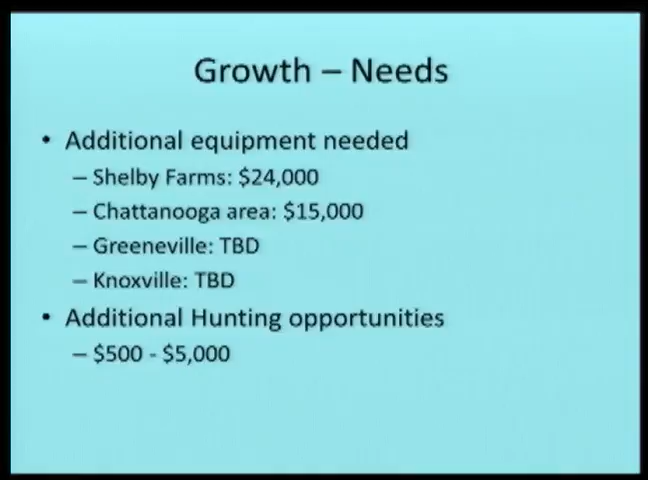 Growth – Needs
• Additional equipment needed
– Shelby Farms: $24,000
– Chattanooga area: $15,000
– Greeneville: TBD
– Knoxville: TBD
• Additional Hunting opportunities
– $500 - $5,000